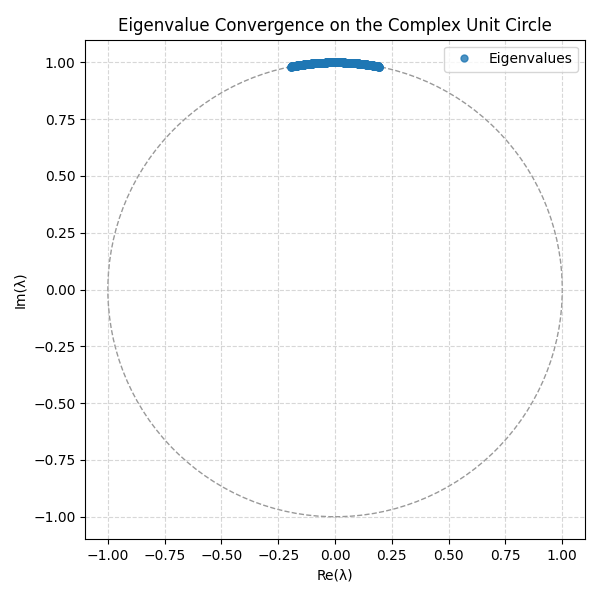 Eigenvalue Convergence on the Complex Unit Circle
Eigenvalues
1.00
0.75
0.50
0.25
0.00
−0.25
−0.50
−0.75
−1.00
Im(λ)
−1.00 −0.75 −0.50 −0.25 0.00 0.25 0.50 0.75 1.00
Re(λ)